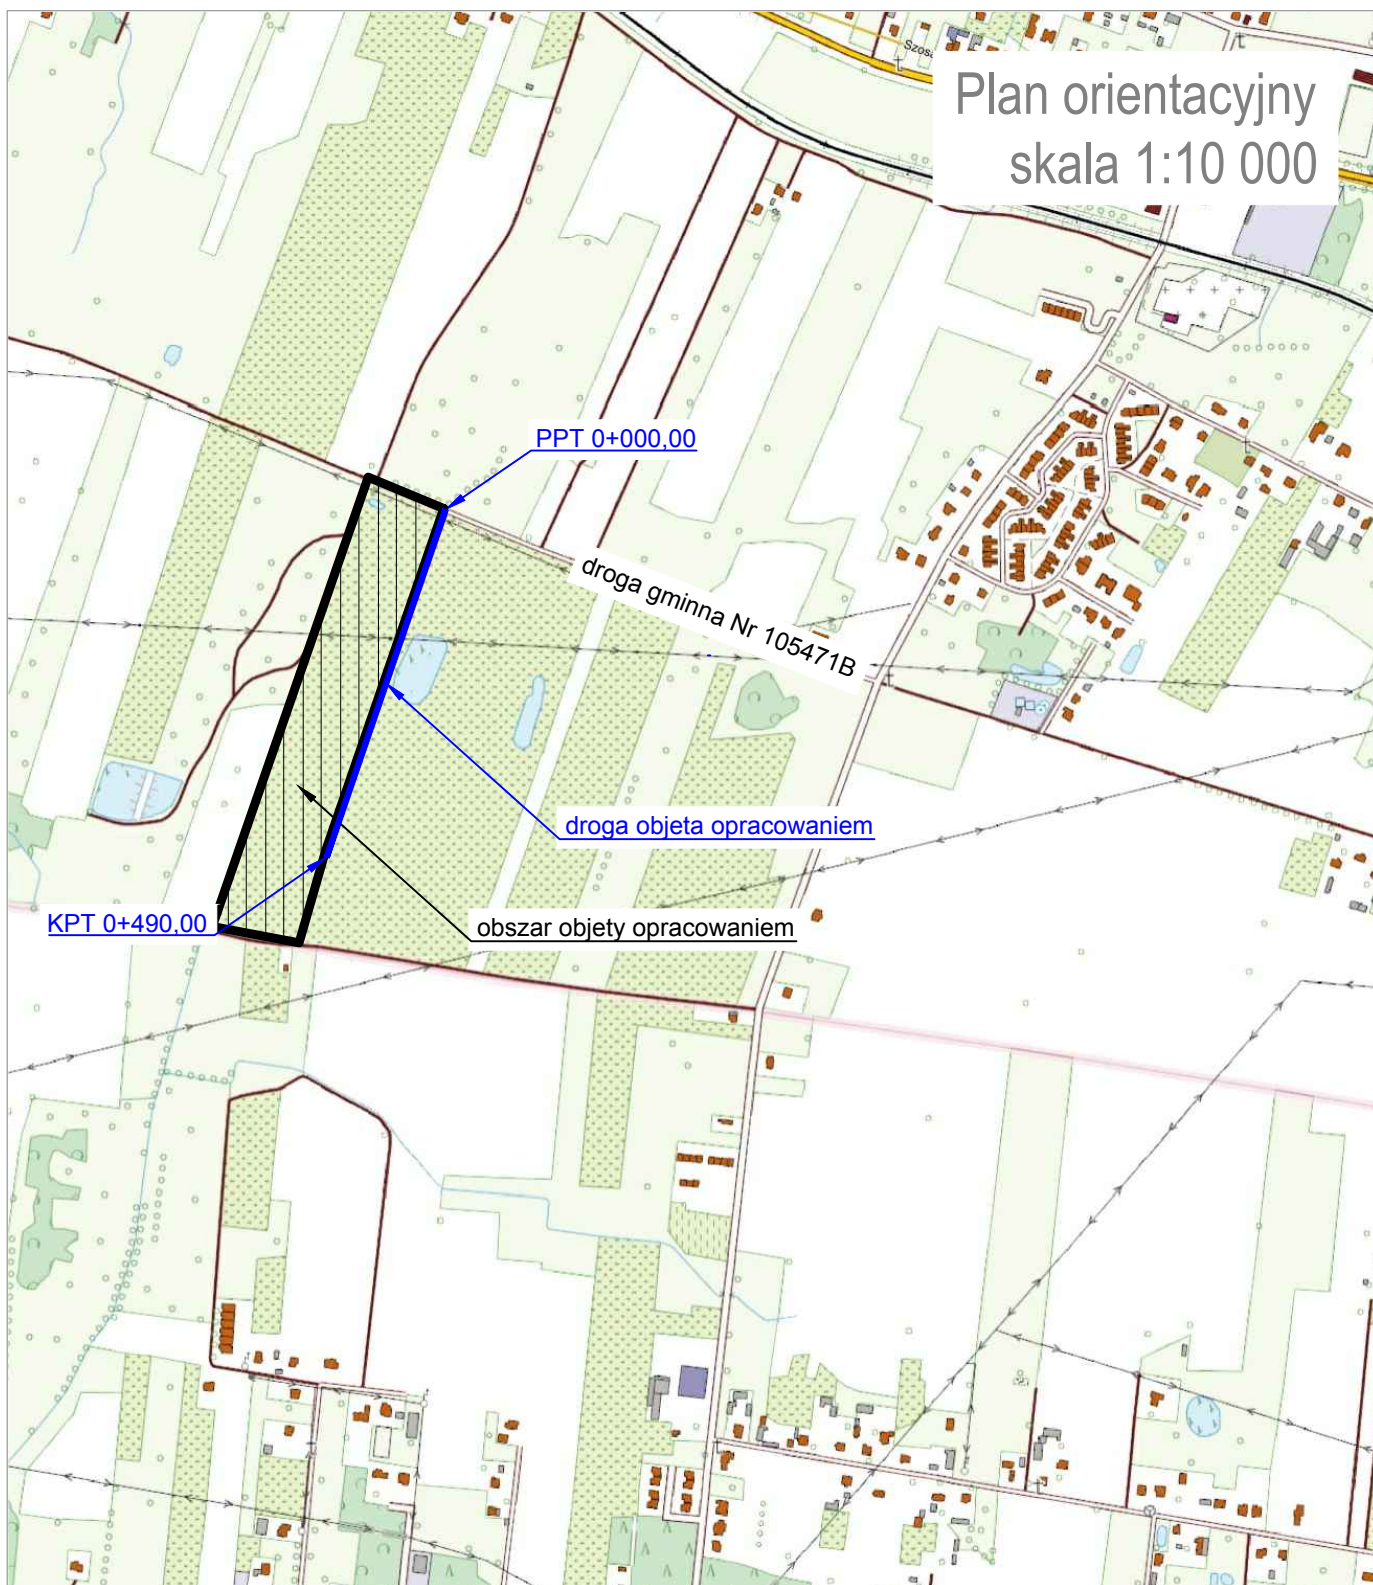 Szosa
Plan orientacyjny
skala 1:10 000
PPT 0+000,00
droga gminna Nr 105471B
droga objeta opracowaniem
KPT 0+490,00
obszar objety opracowaniem